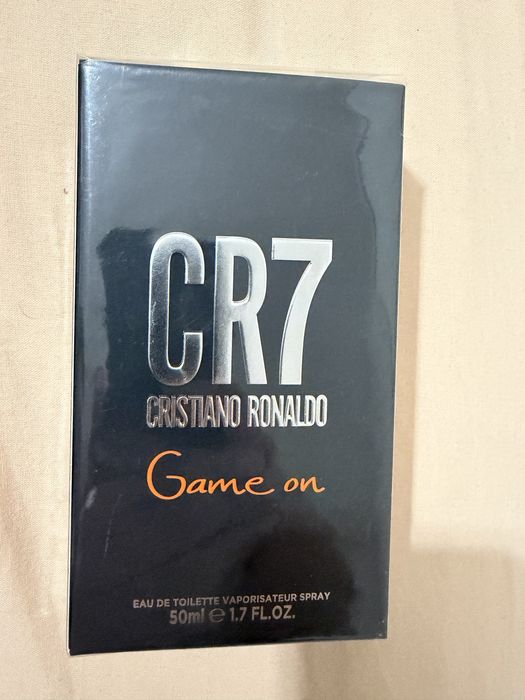 CR7
CRISTIANO RONALDO
Game on
EAU DE TOILETTE VAPORISATEUR SPRAY
50ml ℮ 1.7 FL.OZ.